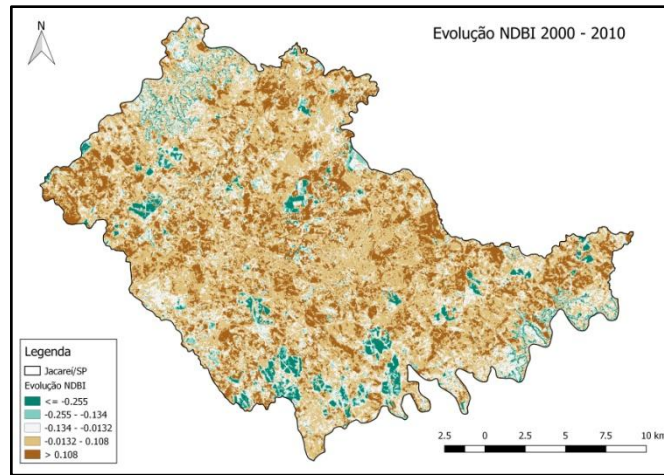 N
Evolução NDBI 2000 - 2010
Legenda
Jacareí/SP
Evolução NDBI
<= -0.255
-0.255 - -0.134
-0.134 - -0.0132
-0.0132 - 0.108
> 0.108
2.5 0 2.5 5 7.5 10 km